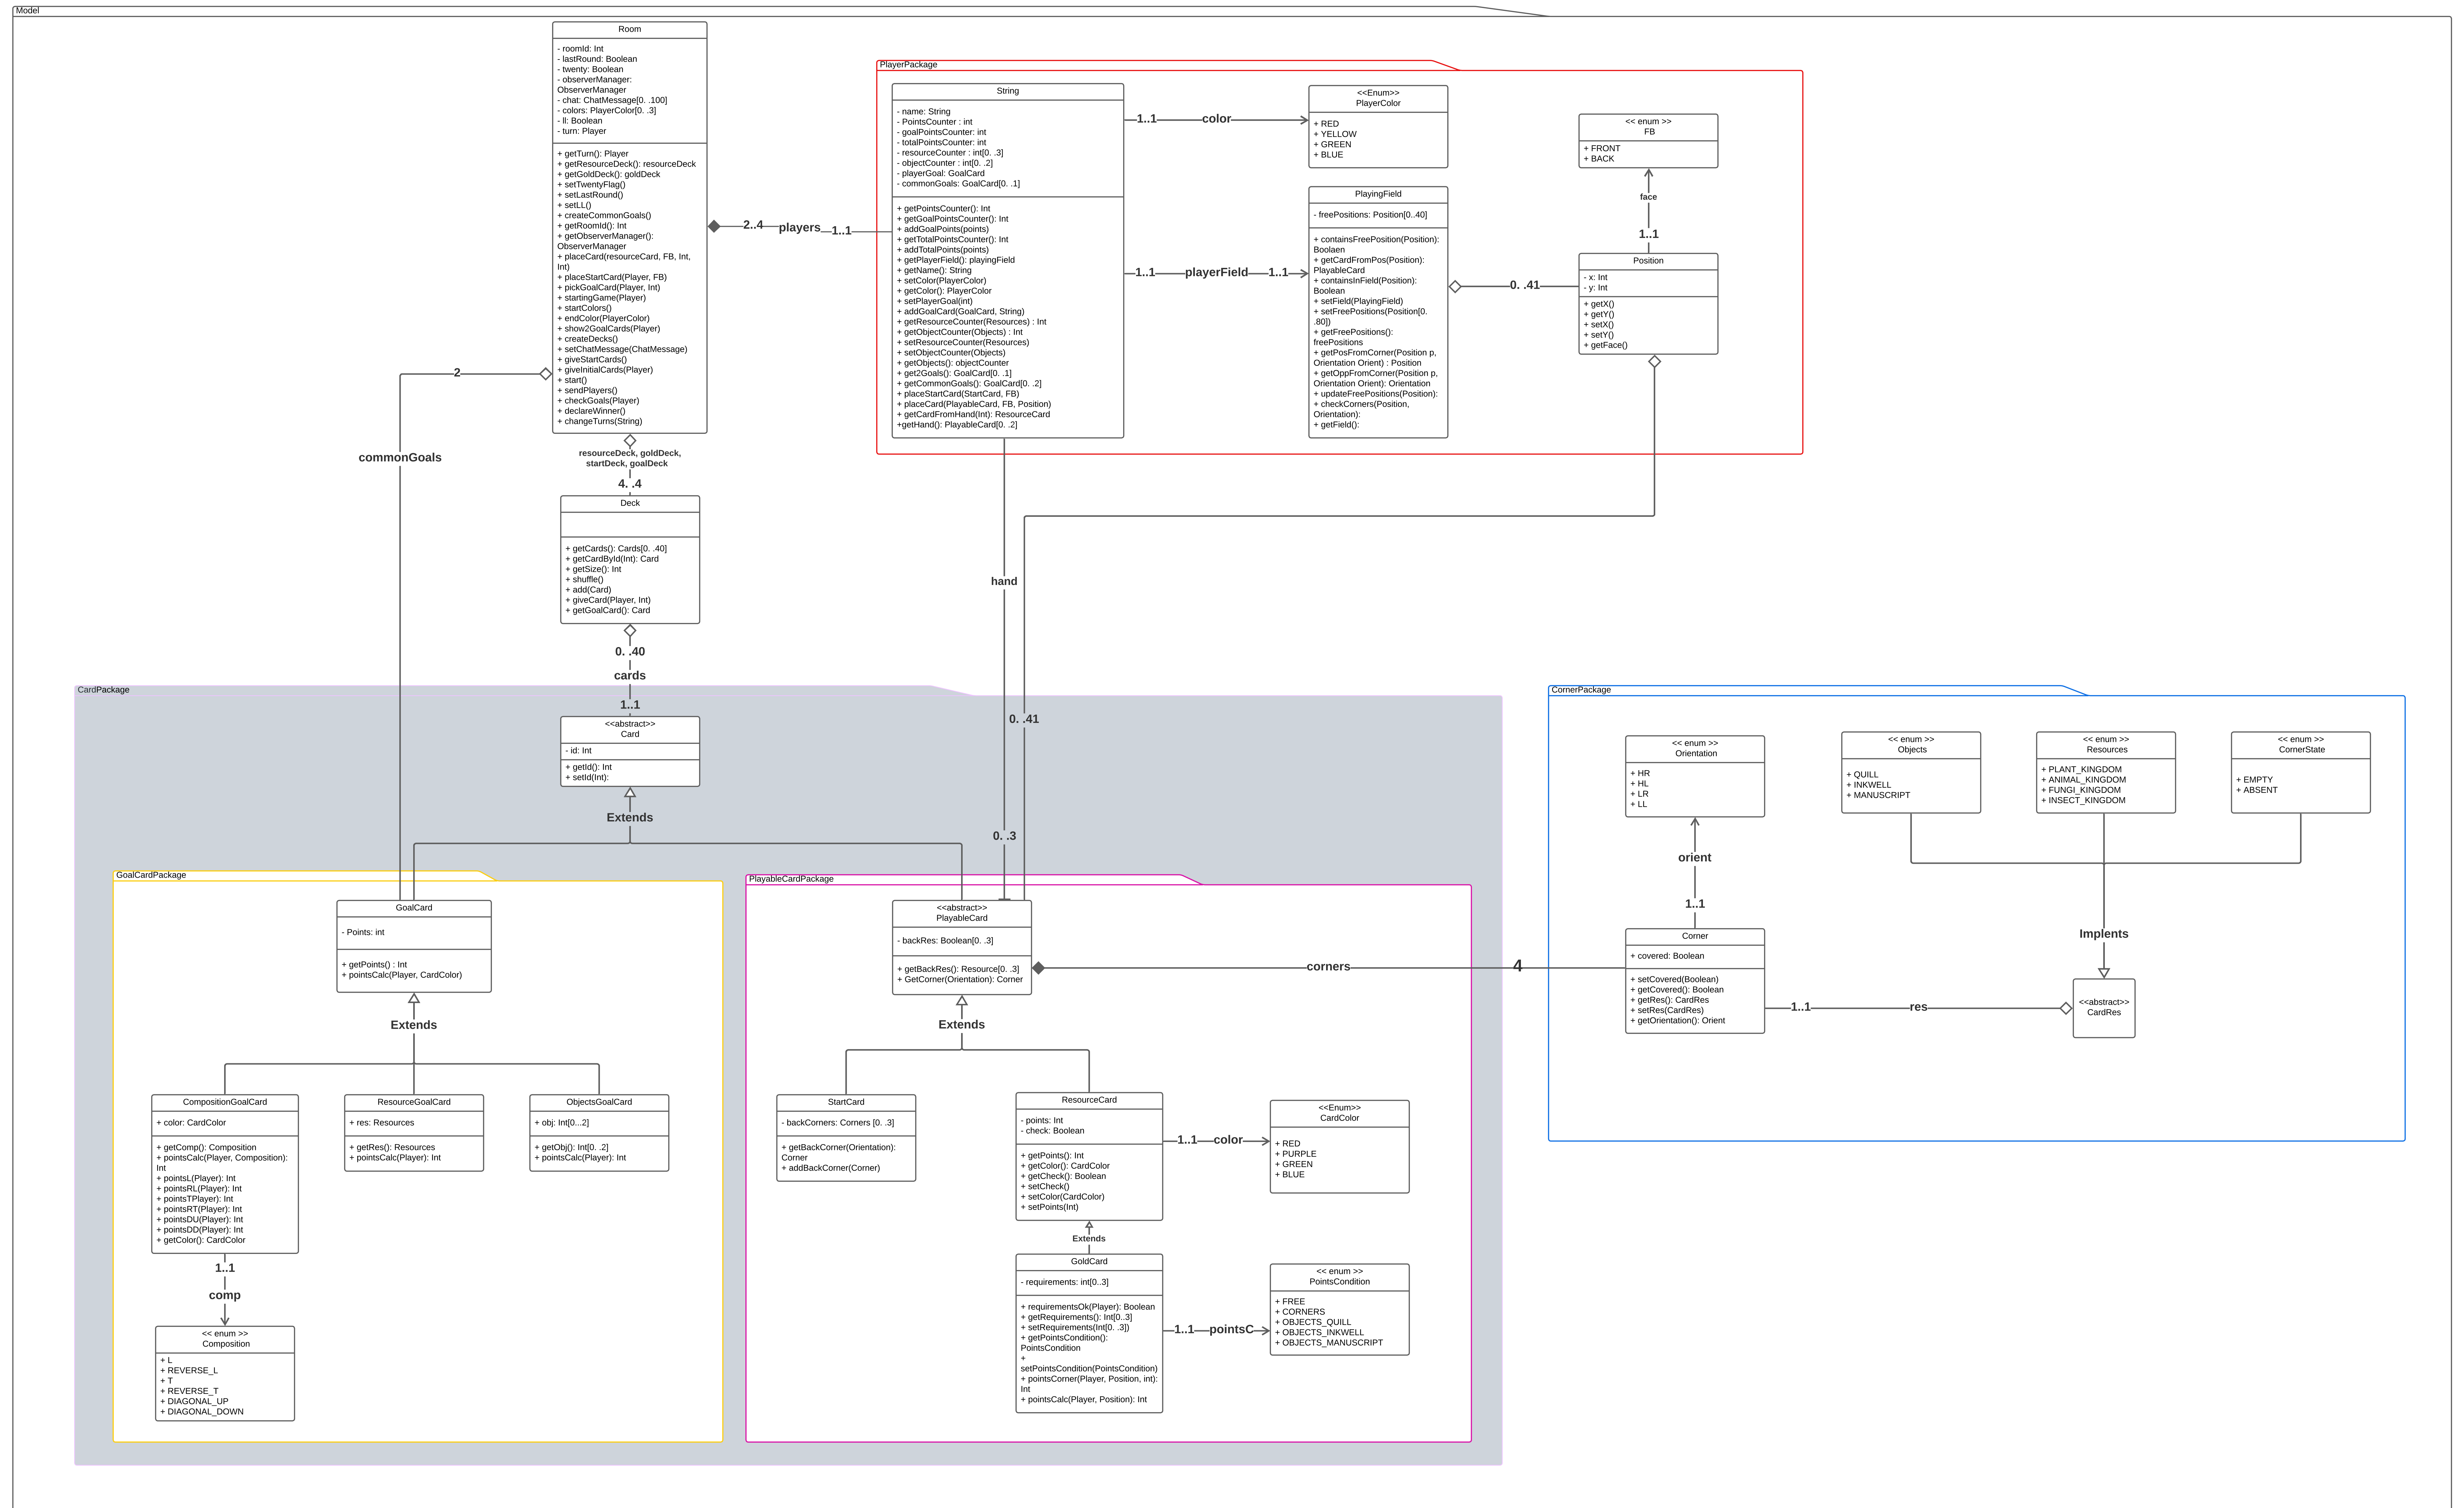 Model
Room
- roomId: Int
- lastRound: Boolean
- twenty: Boolean
- observerManager:
ObserverManager
- chat: ChatMessage[0. .100]
- colors: PlayerColor[0. .3]
- ll: Boolean
- turn: Player
+ getTurn(): Player
+ getResourceDeck(): resourceDeck
+ getGoldDeck(): goldDeck
+ setTwentyFlag()
+ setLastRound()
+ setLL()
+ createCommonGoals()
+ getRoomId(): Int
+ getObserverManager():
ObserverManager
+ placeCard(resourceCard, FB, Int,
Int)
+ placeStartCard(Player, FB)
+ pickGoalCard(Player, Int)
+ startingGame(Player)
+ startColors()
+ endColor(PlayerColor)
+ show2GoalCards(Player)
+ createDecks()
+ setChatMessage(ChatMessage)
+ giveStartCards()
+ giveInitialCards(Player)
+ start()
+ sendPlayers()
+ checkGoals(Player)
+ declareWinner()
+ changeTurns(String)
2..4
players
1..1
PlayerPackage
String
- name: String
- PointsCounter : int
- goalPointsCounter: int
- totalPointsCounter: int
- resourceCounter : int[0. .3]
- objectCounter : int[0. .2]
- playerGoal: GoalCard
- commonGoals: GoalCard[0. .1]
+ getPointsCounter(): Int
+ getGoalPointsCounter(): Int
+ addGoalPoints(points)
+ getTotalPointsCounter(): Int
+ addTotalPoints(points)
+ getPlayerField(): playingField
+ getName(): String
+ setColor(PlayerColor)
+ getColor(): PlayerColor
+ setPlayerGoal(int)
+ addGoalCard(GoalCard, String)
+ getResourceCounter(Resources) : Int
+ getObjectCounter(Objects) : Int
+ setResourceCounter(Resources)
+ setObjectCounter(Objects)
+ getObjects(): objectCounter
+ get2Goals(): GoalCard[0. .1]
+ getCommonGoals(): GoalCard[0. .2]
+ placeStartCard(StartCard, FB)
+ placeCard(PlayableCard, FB, Position)
+ getCardFromHand(Int): ResourceCard
+getHand(): PlayableCard[0. .2]
1..1
color
<<Enum>>
PlayerColor
+ RED
+ YELLOW
+ GREEN
+ BLUE
1..1
playerField
1..1
PlayingField
- freePositions: Position[0..40]
+ containsFreePosition(Position):
Boolaen
+ getCardFromPos(Position):
PlayableCard
+ containsInField(Position):
Boolean
+ setField(PlayingField)
+ setFreePositions(Position[0.
.80])
+ getFreePositions():
freePositions
+ getPosFromCorner(Position p,
Orientation Orient) : Position
+ getOppFromCorner(Position p,
Orientation Orient): Orientation
+ updateFreePositions(Position):
+ checkCorners(Position,
Orientation):
+ getField():
<< enum >>
FB
+ FRONT
+ BACK
face
1..1
0. .41
Position
- x: Int
- y: Int
+ getX()
+ getY()
+ setX()
+ setY()
+ getFace()
2
commonGoals
resourceDeck, goldDeck,
startDeck, goalDeck
4. .4
Deck
+ getCards(): Cards[0. .40]
+ getCardById(Int): Card
+ getSize(): Int
+ shuffle()
+ add(Card)
+ giveCard(Player, Int)
+ getGoalCard(): Card
hand
0. .40
cards
1..1
0. .41
0. .3
CardPackage
<<abstract>>
Card
- id: Int
+ getId(): Int
+ setId(Int):
Extends
GoalCardPackage
GoalCard
- Points: int
+ getPoints() : Int
+ pointsCalc(Player, CardColor)
Extends
CompositionGoalCard
+ color: CardColor
+ getComp(): Composition
+ pointsCalc(Player, Composition):
Int
+ pointsL(Player): Int
+ pointsRL(Player): Int
+ pointsTPlayer): Int
+ pointsRT(Player): Int
+ pointsDU(Player): Int
+ pointsDD(Player): Int
+ getColor(): CardColor
ResourceGoalCard
+ res: Resources
+ getRes(): Resources
+ pointsCalc(Player): Int
ObjectsGoalCard
+ obj: Int[0...2]
+ getObj(): Int[0. .2]
+ pointsCalc(Player): Int
1..1
comp
<< enum >>
Composition
+ L
+ REVERSE_L
+ T
+ REVERSE_T
+ DIAGONAL_UP
+ DIAGONAL_DOWN
PlayableCardPackage
<<abstract>>
PlayableCard
- backRes: Boolean[0. .3]
+ getBackRes(): Resource[0. .3]
+ GetCorner(Orientation): Corner
Extends
StartCard
- backCorners: Corners [0. .3]
+ getBackCorner(Orientation):
Corner
+ addBackCorner(Corner)
ResourceCard
- points: Int
- check: Boolean
+ getPoints(): Int
+ getColor(): CardColor
+ getCheck(): Boolean
+ setCheck()
+ setColor(CardColor)
+ setPoints(Int)
1..1
color
<<Enum>>
CardColor
+ RED
+ PURPLE
+ GREEN
+ BLUE
Extends
GoldCard
- requirements: int[0..3]
+ requirementsOk(Player): Boolean
+ getRequirements(): Int[0..3]
+ setRequirements(Int[0. .3])
+ getPointsCondition():
PointsCondition
+
setPointsCondition(PointsCondition)
+ pointsCorner(Player, Position, int):
Int
+ pointsCalc(Player, Position): Int
1..1
pointsC
<< enum >>
PointsCondition
+ FREE
+ CORNERS
+ OBJECTS_QUILL
+ OBJECTS_INKWELL
+ OBJECTS_MANUSCRIPT
corners
4
CornerPackage
<< enum >>
Orientation
+ HR
+ HL
+ LR
+ LL
<< enum >>
Objects
+ QUILL
+ INKWELL
+ MANUSCRIPT
<< enum >>
Resources
+ PLANT_KINGDOM
+ ANIMAL_KINGDOM
+ FUNGI_KINGDOM
+ INSECT_KINGDOM
<< enum >>
CornerState
+ EMPTY
+ ABSENT
orient
1..1
Corner
+ covered: Boolean
+ setCovered(Boolean)
+ getCovered(): Boolean
+ getRes(): CardRes
+ setRes(CardRes)
+ getOrientation(): Orient
Implents
1..1
res
<<abstract>>
CardRes